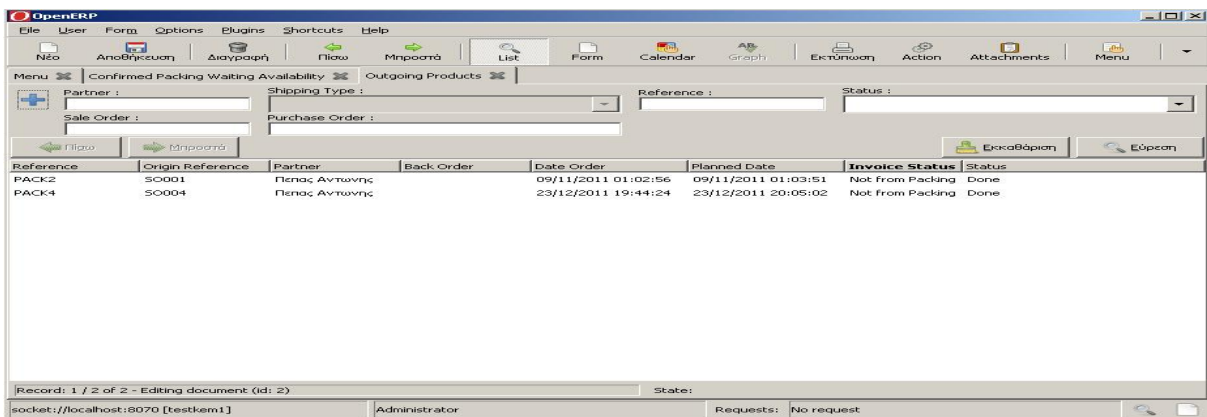 OpenERP
File User Form Options Plugins Shortcuts Help
Νέο Αποθήκευση Διαγραφή Πίσω Μπροστά List Form Calendar Graph Εκτύπωση Action Attachments Menu
Menu Confirmed Packing Waiting Availability Outgoing Products
Partner : Shipping Type : Reference : Status :
Sale Order : Purchase Order :
Πίσω Μπροστά Εκκαθάριση Εύρεση
Reference Origin Reference Partner Back Order Date Order Planned Date Invoice Status Status
PACK2 SO001 Πεπας Αντωνης 09/11/2011 01:02:56 09/11/2011 01:03:51 Not from Packing Done
PACK4 SO004 Πεπας Αντωνης 23/12/2011 19:44:24 23/12/2011 20:05:02 Not from Packing Done
Record: 1 / 2 of 2 - Editing document (id: 2) State:
socket://localhost:8070 [testkem1] Administrator Requests: No request